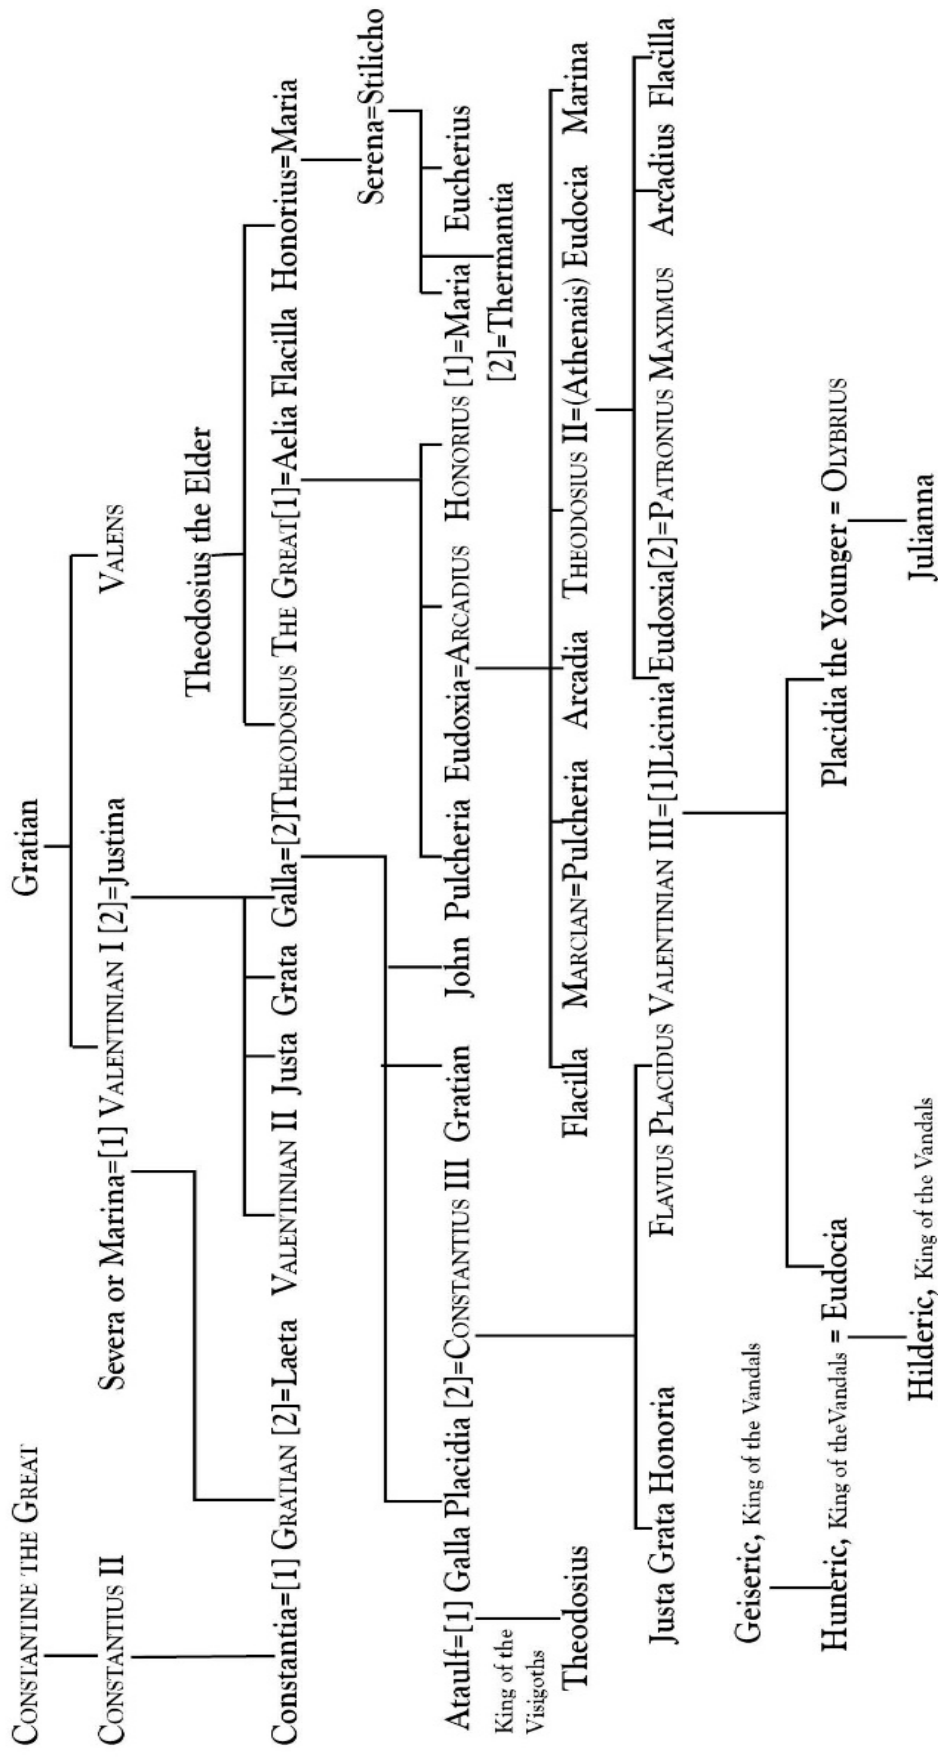 CONSTANTINE THE GREAT Gratian
CONSTANTIUS II Severa or Marina=[1] VALENTINIAN I [2]=Justina VALENS
Theodosius the Elder
Constantia=[1] GRATIAN [2]=Laeta VALENTINIAN II Justa Grata Galla=[2]THEODOSIUS THE GREAT[1]=Aelia Flacilla Honorius=Maria
Serena=Stilicho
Ataulf=[1] Galla Placidia [2]=CONSTANTIUS III Gratian John Pulcheria Eudoxia=ARCADIUS HONORIUS [1]=Maria Eucherius
King of the
Visigoths
[2]=Thermantia
Theodosius Flacilla MARCIAN=Pulcheria Arcadia THEODOSIUS II=(Athenais) Eudocia Marina
Justa Grata Honoria FLAVIUS PLACIDUS VALENTINIAN III=[1]Licinia Eudoxia[2]=PATRONIUS MAXIMUS Arcadius Flacilla
Geiseric, King of the Vandals
Huneric, King of theVandals = Eudocia Placidia the Younger = OLYBRIUS
Hilderic, King of the Vandals Julianna